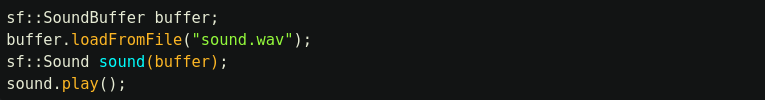 sf::SoundBuffer buffer;
buffer.loadFromFile("sound.wav");
sf::Sound sound(buffer);
sound.play();